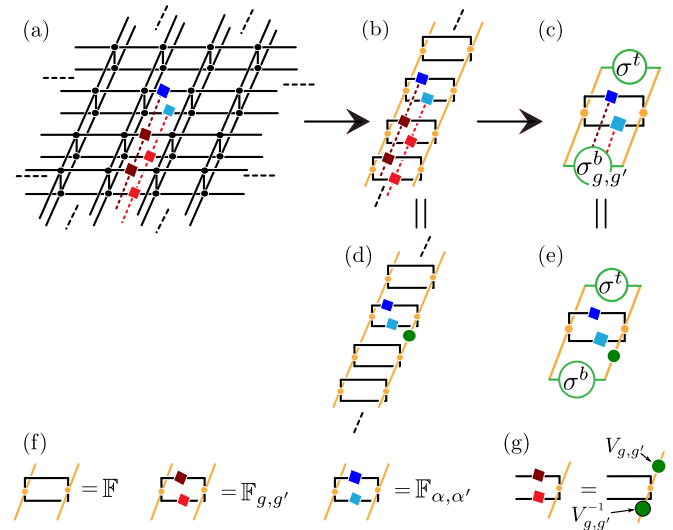 (a)
(b)
(c)
σ^t
σ^b_{g,g′}
(d)
(e)
σ^t
σ^b
(f)
= 𝔽
= 𝔽_{g,g′}
= 𝔽_{α,α′}
(g)
V_{g,g′}
=
V^{-1}_{g,g′}